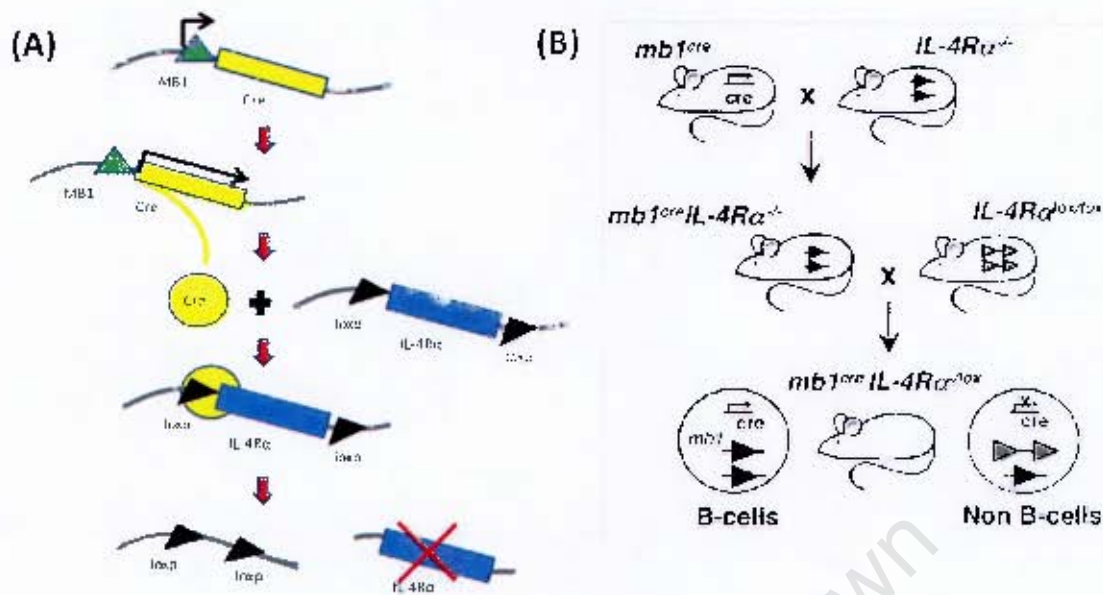 (A)
MB1
Cre
MB1
Cre
Cre
+
loxp
IL-4Rα
loxp
loxp
IL-4Rα
loxp
loxp
loxp
IL-4Rα
(B)
mb1cre
IL-4Rα-/-
cre
x
mb1creIL-4Rα-/-
IL-4Rαlox/lox
x
mb1creIL-4Rα-/lox
cre
mb1
B-cells
x
cre
Non B-cells